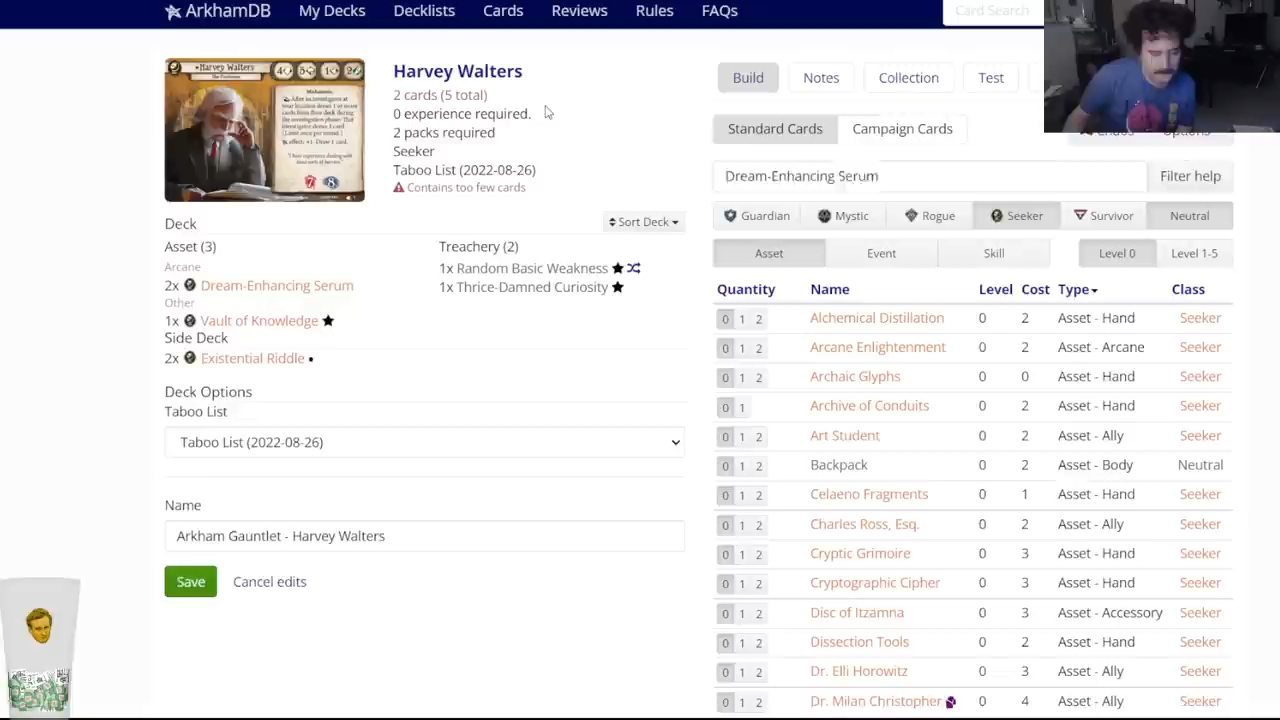 ArkhamDB My Decks Decklists Cards Reviews Rules FAQs Card Search
Harvey Walters
2 cards (5 total)
0 experience required.
2 packs required
Seeker
Taboo List (2022-08-26)
Contains too few cards
Deck
Sort Deck
Asset (3)
Arcane
2x Dream-Enhancing Serum
Other
1x Vault of Knowledge
Treachery (2)
1x Random Basic Weakness
1x Thrice-Damned Curiosity
Side Deck
2x Existential Riddle
Deck Options
Taboo List
Taboo List (2022-08-26)
Name
Arkham Gauntlet - Harvey Walters
Save Cancel edits
Build Notes Collection Test
Standard Cards Campaign Cards
Dream-Enhancing Serum Filter help
Guardian Mystic Rogue Seeker Survivor Neutral
Asset Event Skill Level 0 Level 1-5
Quantity Name Level Cost Type Class
0 1 2 Alchemical Distillation 0 2 Asset - Hand Seeker
0 1 2 Arcane Enlightenment 0 2 Asset - Arcane Seeker
0 1 2 Archaic Glyphs 0 0 Asset - Hand Seeker
0 1 Archive of Conduits 0 2 Asset - Hand Seeker
0 1 2 Art Student 0 2 Asset - Ally Seeker
0 1 2 Backpack 0 2 Asset - Body Neutral
0 1 2 Celaeno Fragments 0 1 Asset - Hand Seeker
0 1 2 Charles Ross, Esq. 0 2 Asset - Ally Seeker
0 1 2 Cryptic Grimoire 0 3 Asset - Hand Seeker
0 1 2 Cryptographic Cipher 0 3 Asset - Hand Seeker
0 1 2 Disc of Itzamna 0 3 Asset - Accessory Seeker
0 1 2 Dissection Tools 0 2 Asset - Hand Seeker
0 1 2 Dr. Elli Horowitz 0 3 Asset - Ally Seeker
0 1 2 Dr. Milan Christopher 0 4 Asset - Ally Seeker